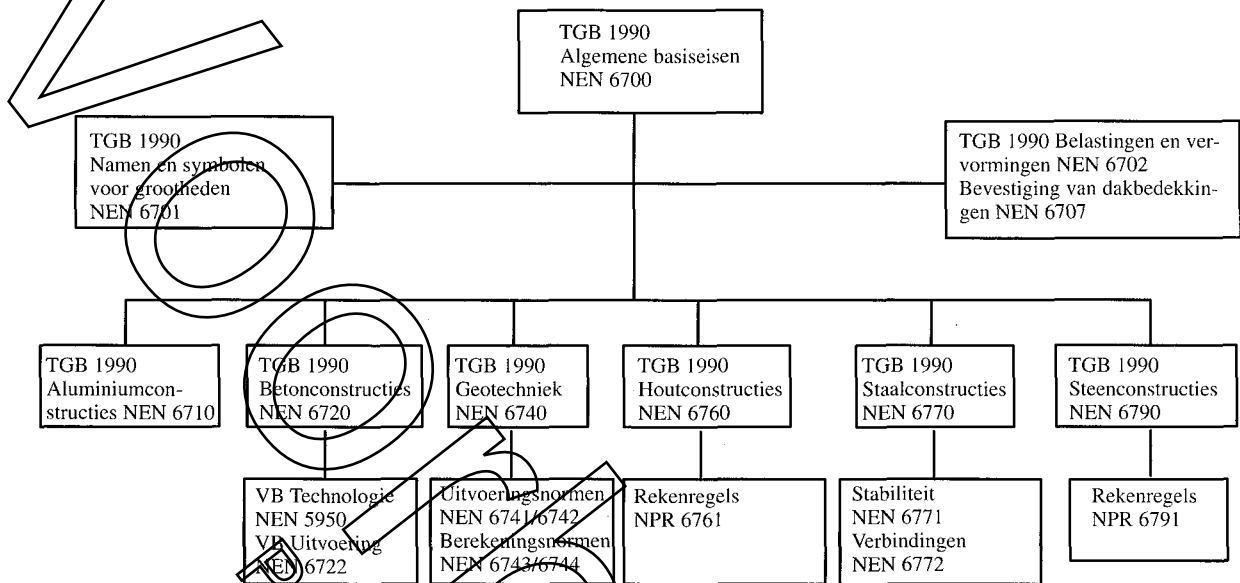 TGB 1990
Algemene basiseisen
NEN 6700
TGB 1990
Namen en symbolen
voor grootheden
NEN 6701
TGB 1990 Belastingen en ver-
vormingen NEN 6702
Bevestiging van dakbedekkin-
gen NEN 6707
TGB 1990
Aluminiumcon-
structies NEN 6710
TGB 1990
Betonconstructies
NEN 6720
TGB 1990
Geotechniek
NEN 6740
TGB 1990
Houtconstructies
NEN 6760
TGB 1990
Staalconstructies
NEN 6770
TGB 1990
Steenconstructies
NEN 6790
VB Technologie
NEN 5950
VB Uitvoering
NEN 6722
Uitvoeringsnormen
NEN 6741/6742
Berekeningsnormen
NEN 6743/6744
Rekenregels
NPR 6761
Stabiliteit
NEN 6771
Verbindingen
NEN 6772
Rekenregels
NPR 6791